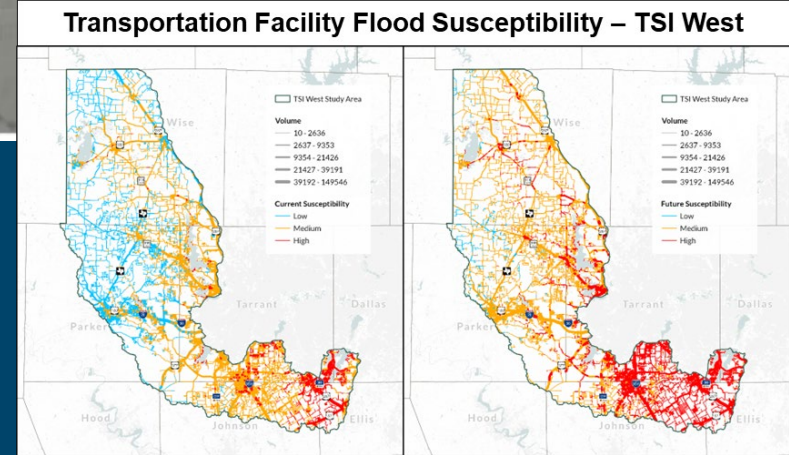 Transportation Facility Flood Susceptibility – TSI West
TSI West Study Area
Volume
10 - 2636
2637 - 9353
9354 - 21426
21427 - 39191
39192 - 149546
Current Susceptibility
Low
Medium
High
Wise
Tarrant
Dallas
Parker
Hood
Johnson
Ellis
TSI West Study Area
Volume
10 - 2636
2637 - 9353
9354 - 21426
21427 - 39191
39192 - 149546
Future Susceptibility
Low
Medium
High
Wise
Tarrant
Dallas
Parker
Hood
Johnson
Ellis